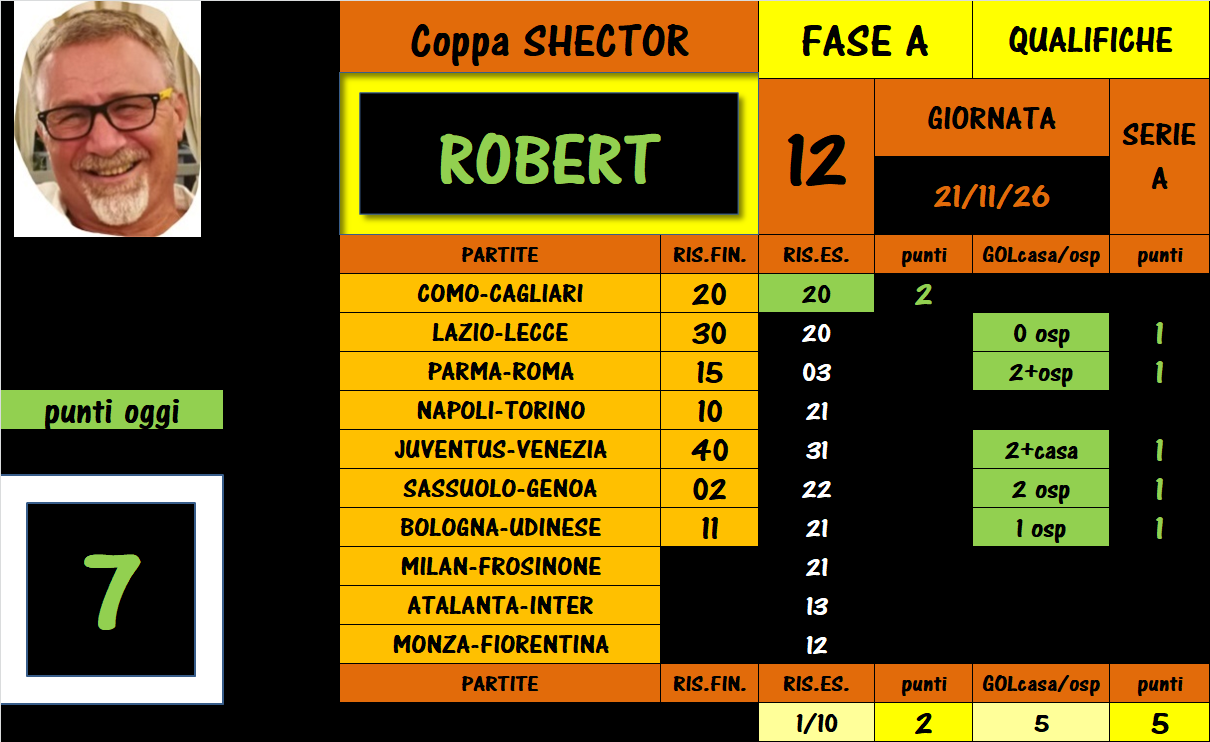 Coppa SHECTOR FASE A QUALIFICHE
ROBERT 12 GIORNATA SERIE A
21/11/26
PARTITE RIS.FIN. RIS.ES. punti GOLcasa/osp punti
COMO-CAGLIARI 20 20 2
LAZIO-LECCE 30 20 0 osp 1
PARMA-ROMA 15 03 2+osp 1
punti oggi
NAPOLI-TORINO 10 21
JUVENTUS-VENEZIA 40 31 2+casa 1
SASSUOLO-GENOA 02 22 2 osp 1
BOLOGNA-UDINESE 11 21 1 osp 1
7
MILAN-FROSINONE 21
ATALANTA-INTER 13
MONZA-FIORENTINA 12
PARTITE RIS.FIN. RIS.ES. punti GOLcasa/osp punti
1/10 2 5 5